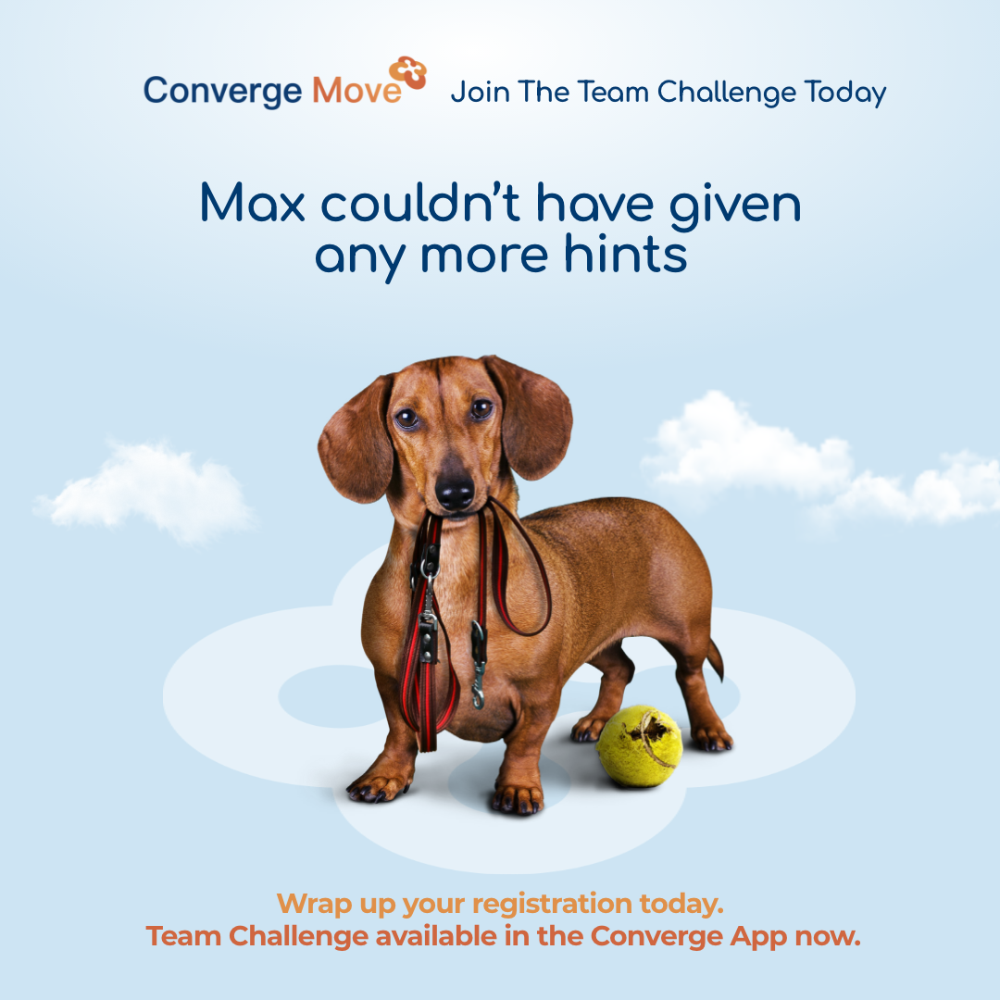 Converge Move Join The Team Challenge Today
Max couldn’t have given
any more hints
Wrap up your registration today.
Team Challenge available in the Converge App now.